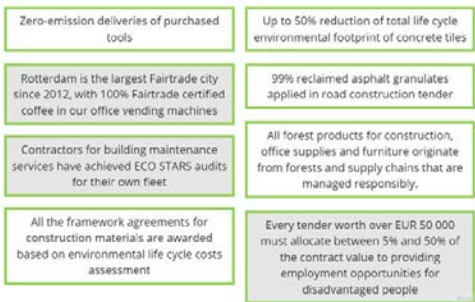 Zero-emission deliveries of purchased
tools
Rotterdam is the largest Fairtrade city
since 2012, with 100% Fairtrade certified
coffee in our office vending machines
Contractors for building maintenance
services have achieved ECO STARS audits
for their own fleet
All the framework agreements for
construction materials are awarded
based on environmental life cycle costs
assessment
Up to 50% reduction of total life cycle
environmental footprint of concrete tiles
99% reclaimed asphalt granulates
applied in road construction tender
All forest products for construction,
office supplies and furniture originate
from forests and supply chains that are
managed responsibly.
Every tender worth over EUR 50 000
must allocate between 5% and 50% of
the contract value to providing
employment opportunities for
disadvantaged people